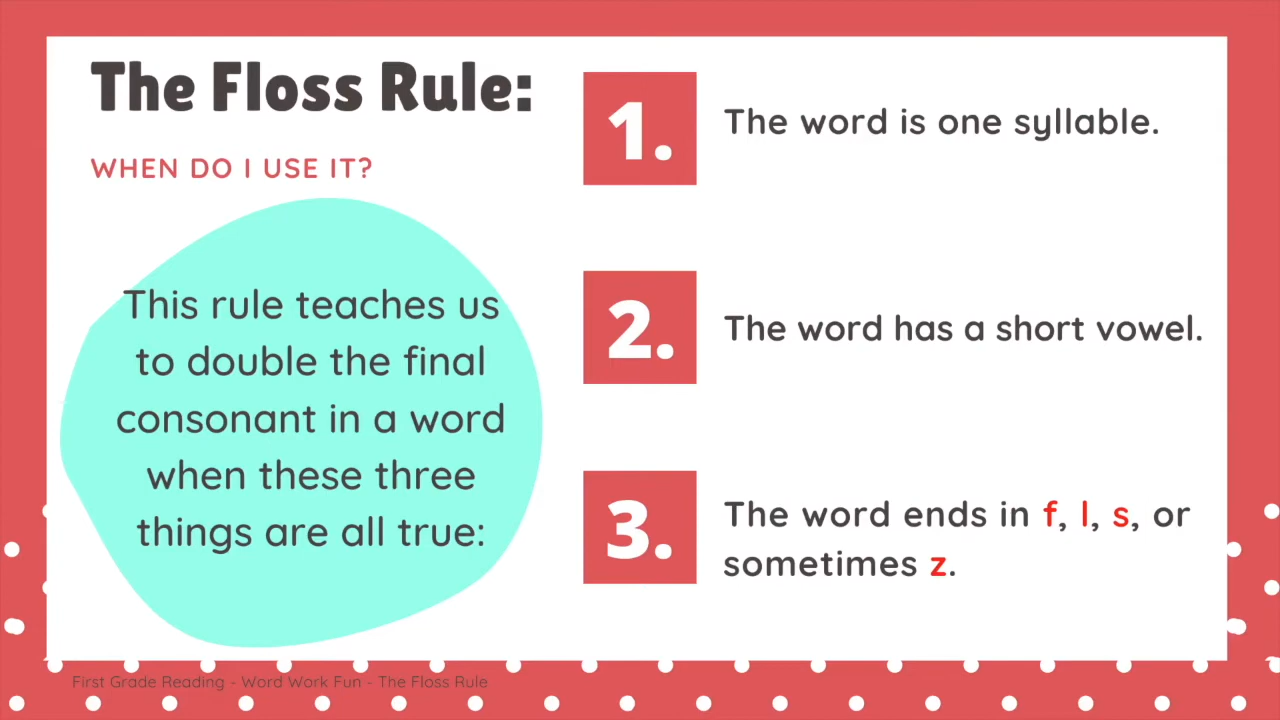 The Floss Rule:
WHEN DO I USE IT?
This rule teaches us
to double the final
consonant in a word
when these three
things are all true:
1.
The word is one syllable.
2.
The word has a short vowel.
3.
The word ends in f, l, s, or
sometimes z.
First Grade Reading - Word Work Fun - The Floss Rule